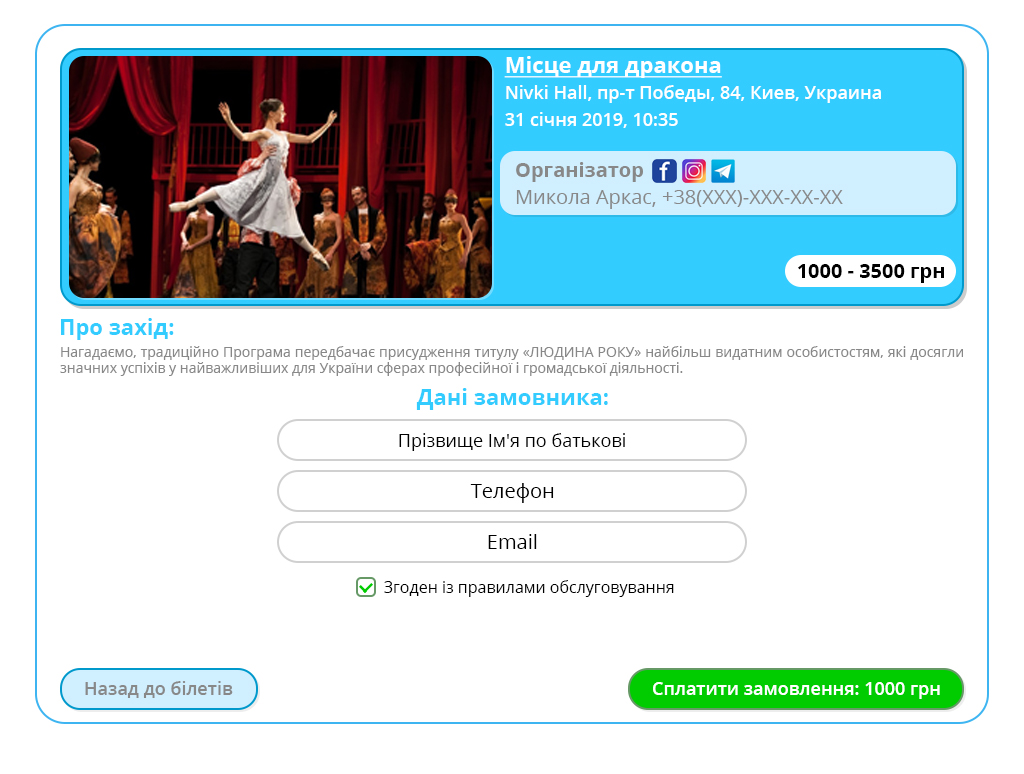 Місце для дракона
Nivki Hall, пр-т Победы, 84, Киев, Украина
31 січня 2019, 10:35
Організатор
Микола Аркас, +38(XXX)-XXX-XX-XX
1000 - 3500 грн
Про захід:
Нагадаємо, традиційно Програма передбачає присудження титулу «ЛЮДИНА РОКУ» найбільш видатним особистостям, які досягли
значних успіхів у найважливіших для України сферах професійної і громадської діяльності.
Дані замовника:
Прізвище Ім'я по батькові
Телефон
Email
Згоден із правилами обслуговування
Назад до білетів
Сплатити замовлення: 1000 грн